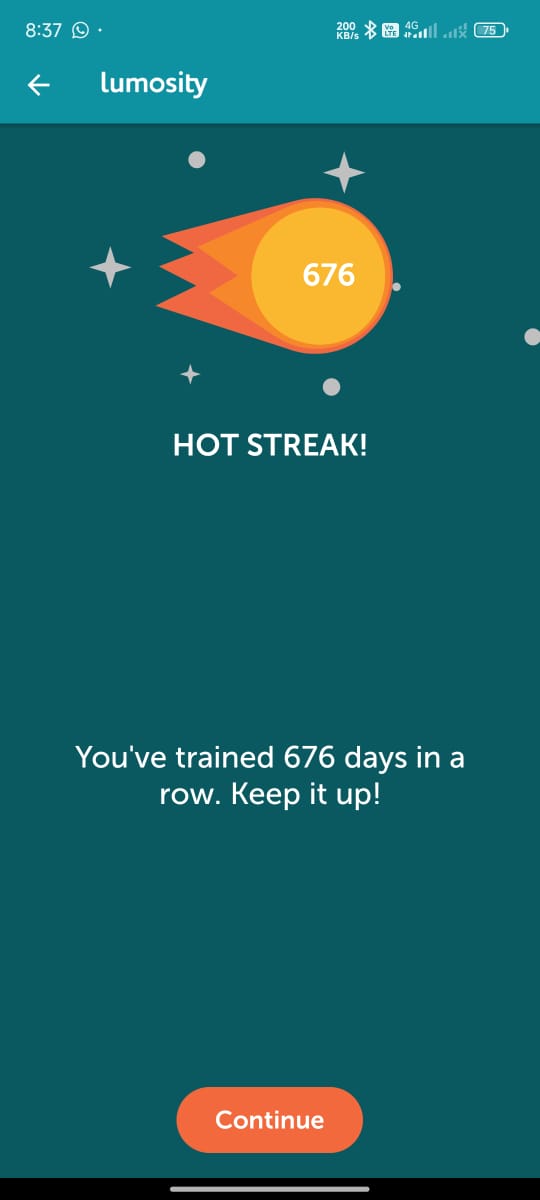 8:37
200
KB/s
Vo
LTE
4G
75
lumosity
676
HOT STREAK!
You've trained 676 days in a
row. Keep it up!
Continue